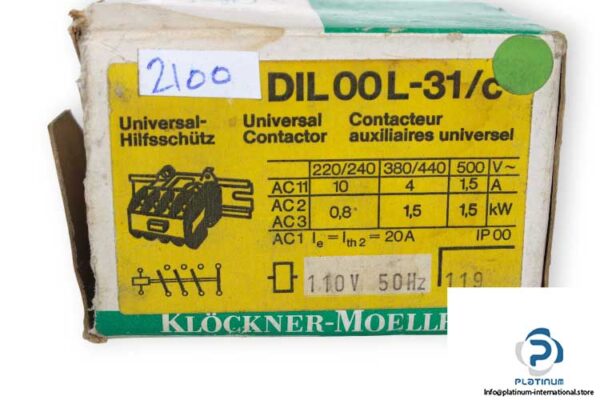 2100
DIL 00 L-31/c
Universal- Universal Contacteur
Hilfsschütz Contactor auxiliaires universel
220/240 380/440 500 V~
AC 11 10 4 1,5 A
AC 2
AC 3 0,8 1,5 1,5 kW
AC 1 Ie = Ith 2 = 20A IP 00
110V 50Hz 119
KLÖCKNER-MOELLE
PLATINUM
Info@platinum-international.store